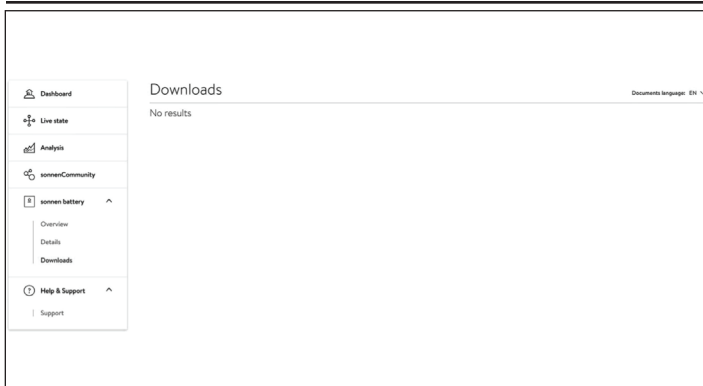 Dashboard
Live state
Analysis
sonnenCommunity
sonnen battery
Overview
Details
Downloads
Help & Support
Support
Downloads
Documents language: EN
No results